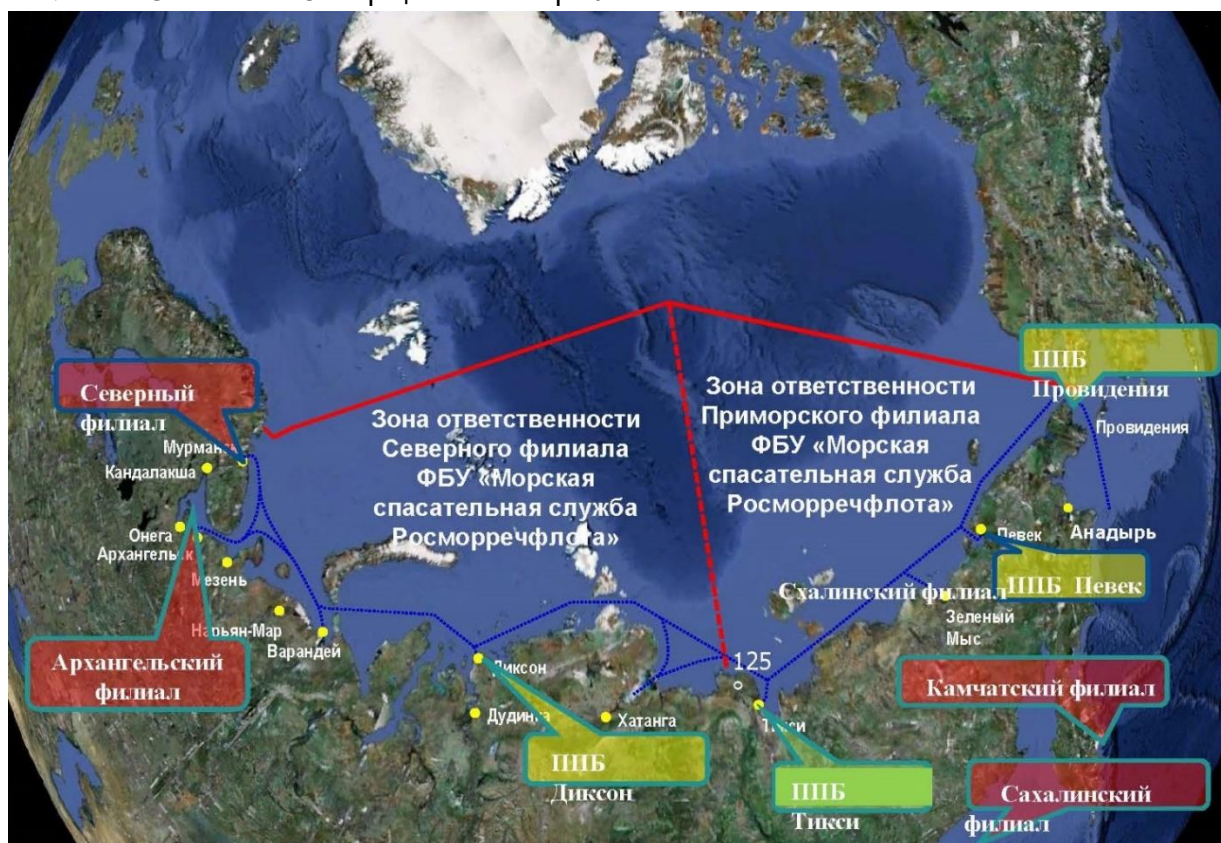 Северный
филиал
Мурманс
Кандалакша
Онега
Архангельск
Мезень
Нарьян-Мар
Варандей
Архангельский
филиал
Зона ответственности
Северного филиала
ФБУ «Морская
спасательная служба
Росморречфлота»
Зона ответственности
Приморского филиала
ФБУ «Морская
спасательная служба
Росморречфлота»
ППБ
Провидения
Провидения
Певек
Анадырь
ППБ Певек
Схалинский филиал
Зеленый
Мыс
Камчатский филиал
125
Диксон
Дудинка
Хатанга
Тикси
ППБ
Диксон
ППБ
Тикси
Сахалинский
филиал